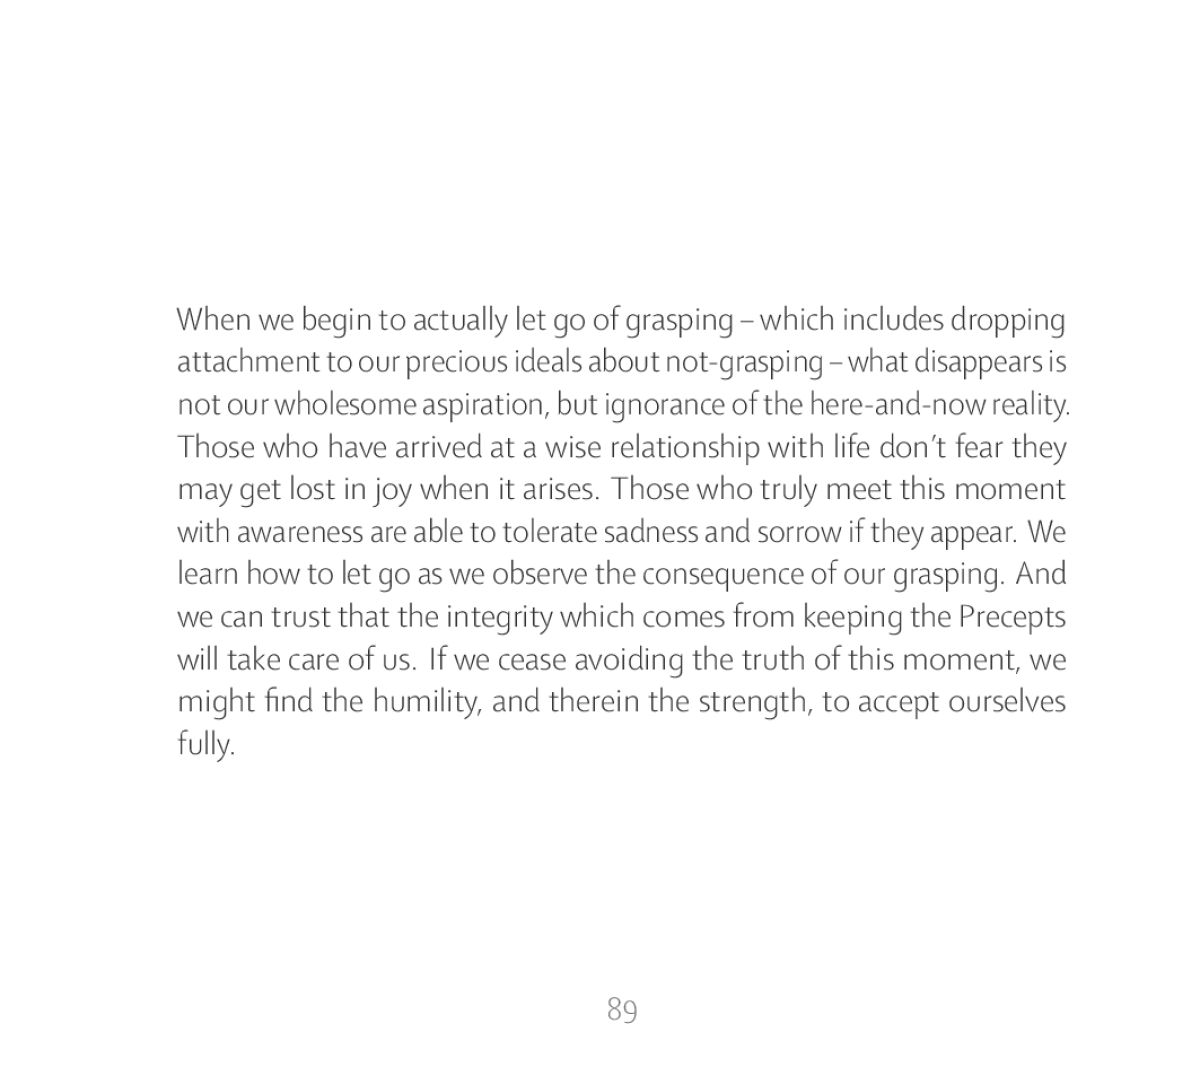 When we begin to actually let go of grasping – which includes dropping
attachment to our precious ideals about not-grasping – what disappears is
not our wholesome aspiration, but ignorance of the here-and-now reality.
Those who have arrived at a wise relationship with life don’t fear they
may get lost in joy when it arises. Those who truly meet this moment
with awareness are able to tolerate sadness and sorrow if they appear. We
learn how to let go as we observe the consequence of our grasping. And
we can trust that the integrity which comes from keeping the Precepts
will take care of us. If we cease avoiding the truth of this moment, we
might find the humility, and therein the strength, to accept ourselves
fully.
89